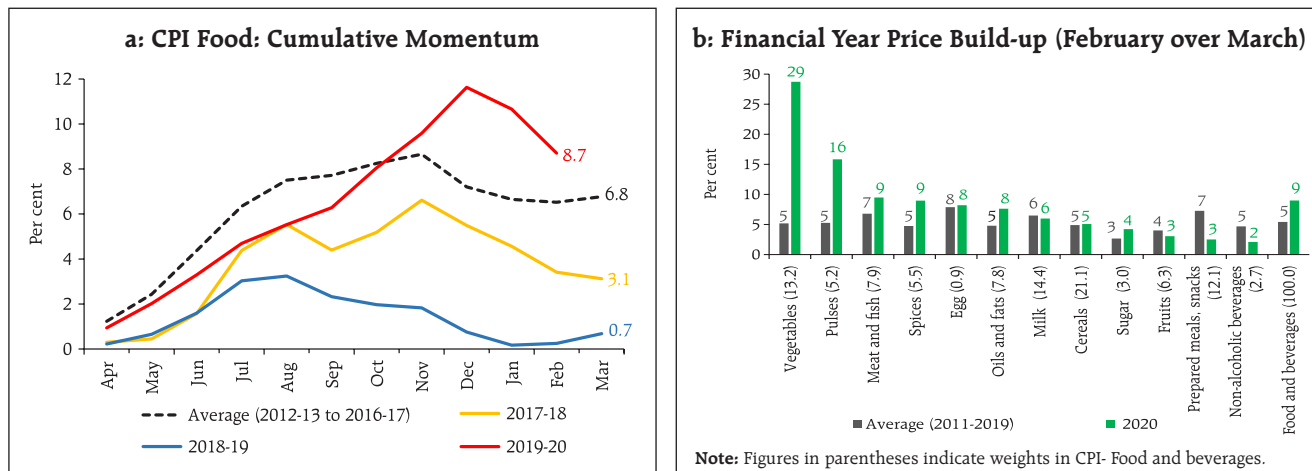 a: CPI Food: Cumulative Momentum
Per cent
12
10
8
6
4
2
0
8.7
6.8
3.1
0.7
Apr
May
Jun
Jul
Aug
Sep
Oct
Nov
Dec
Jan
Feb
Mar
Average (2012-13 to 2016-17)
2017-18
2018-19
2019-20
b: Financial Year Price Build-up (February over March)
Per cent
30
25
20
15
10
5
0
5
29
5
16
7
9
5
9
8
8
5
8
6
6
5
5
3
4
4
3
7
3
5
2
5
9
Vegetables (13.2)
Pulses (5.2)
Meat and fish (7.9)
Spices (5.5)
Egg (0.9)
Oils and fats (7.8)
Milk (14.4)
Cereals (21.1)
Sugar (3.0)
Fruits (6.3)
Prepared meals, snacks
(12.1)
Non-alcoholic beverages
(2.7)
Food and beverages (100.0)
Average (2011-2019)
2020
Note: Figures in parentheses indicate weights in CPI- Food and beverages.